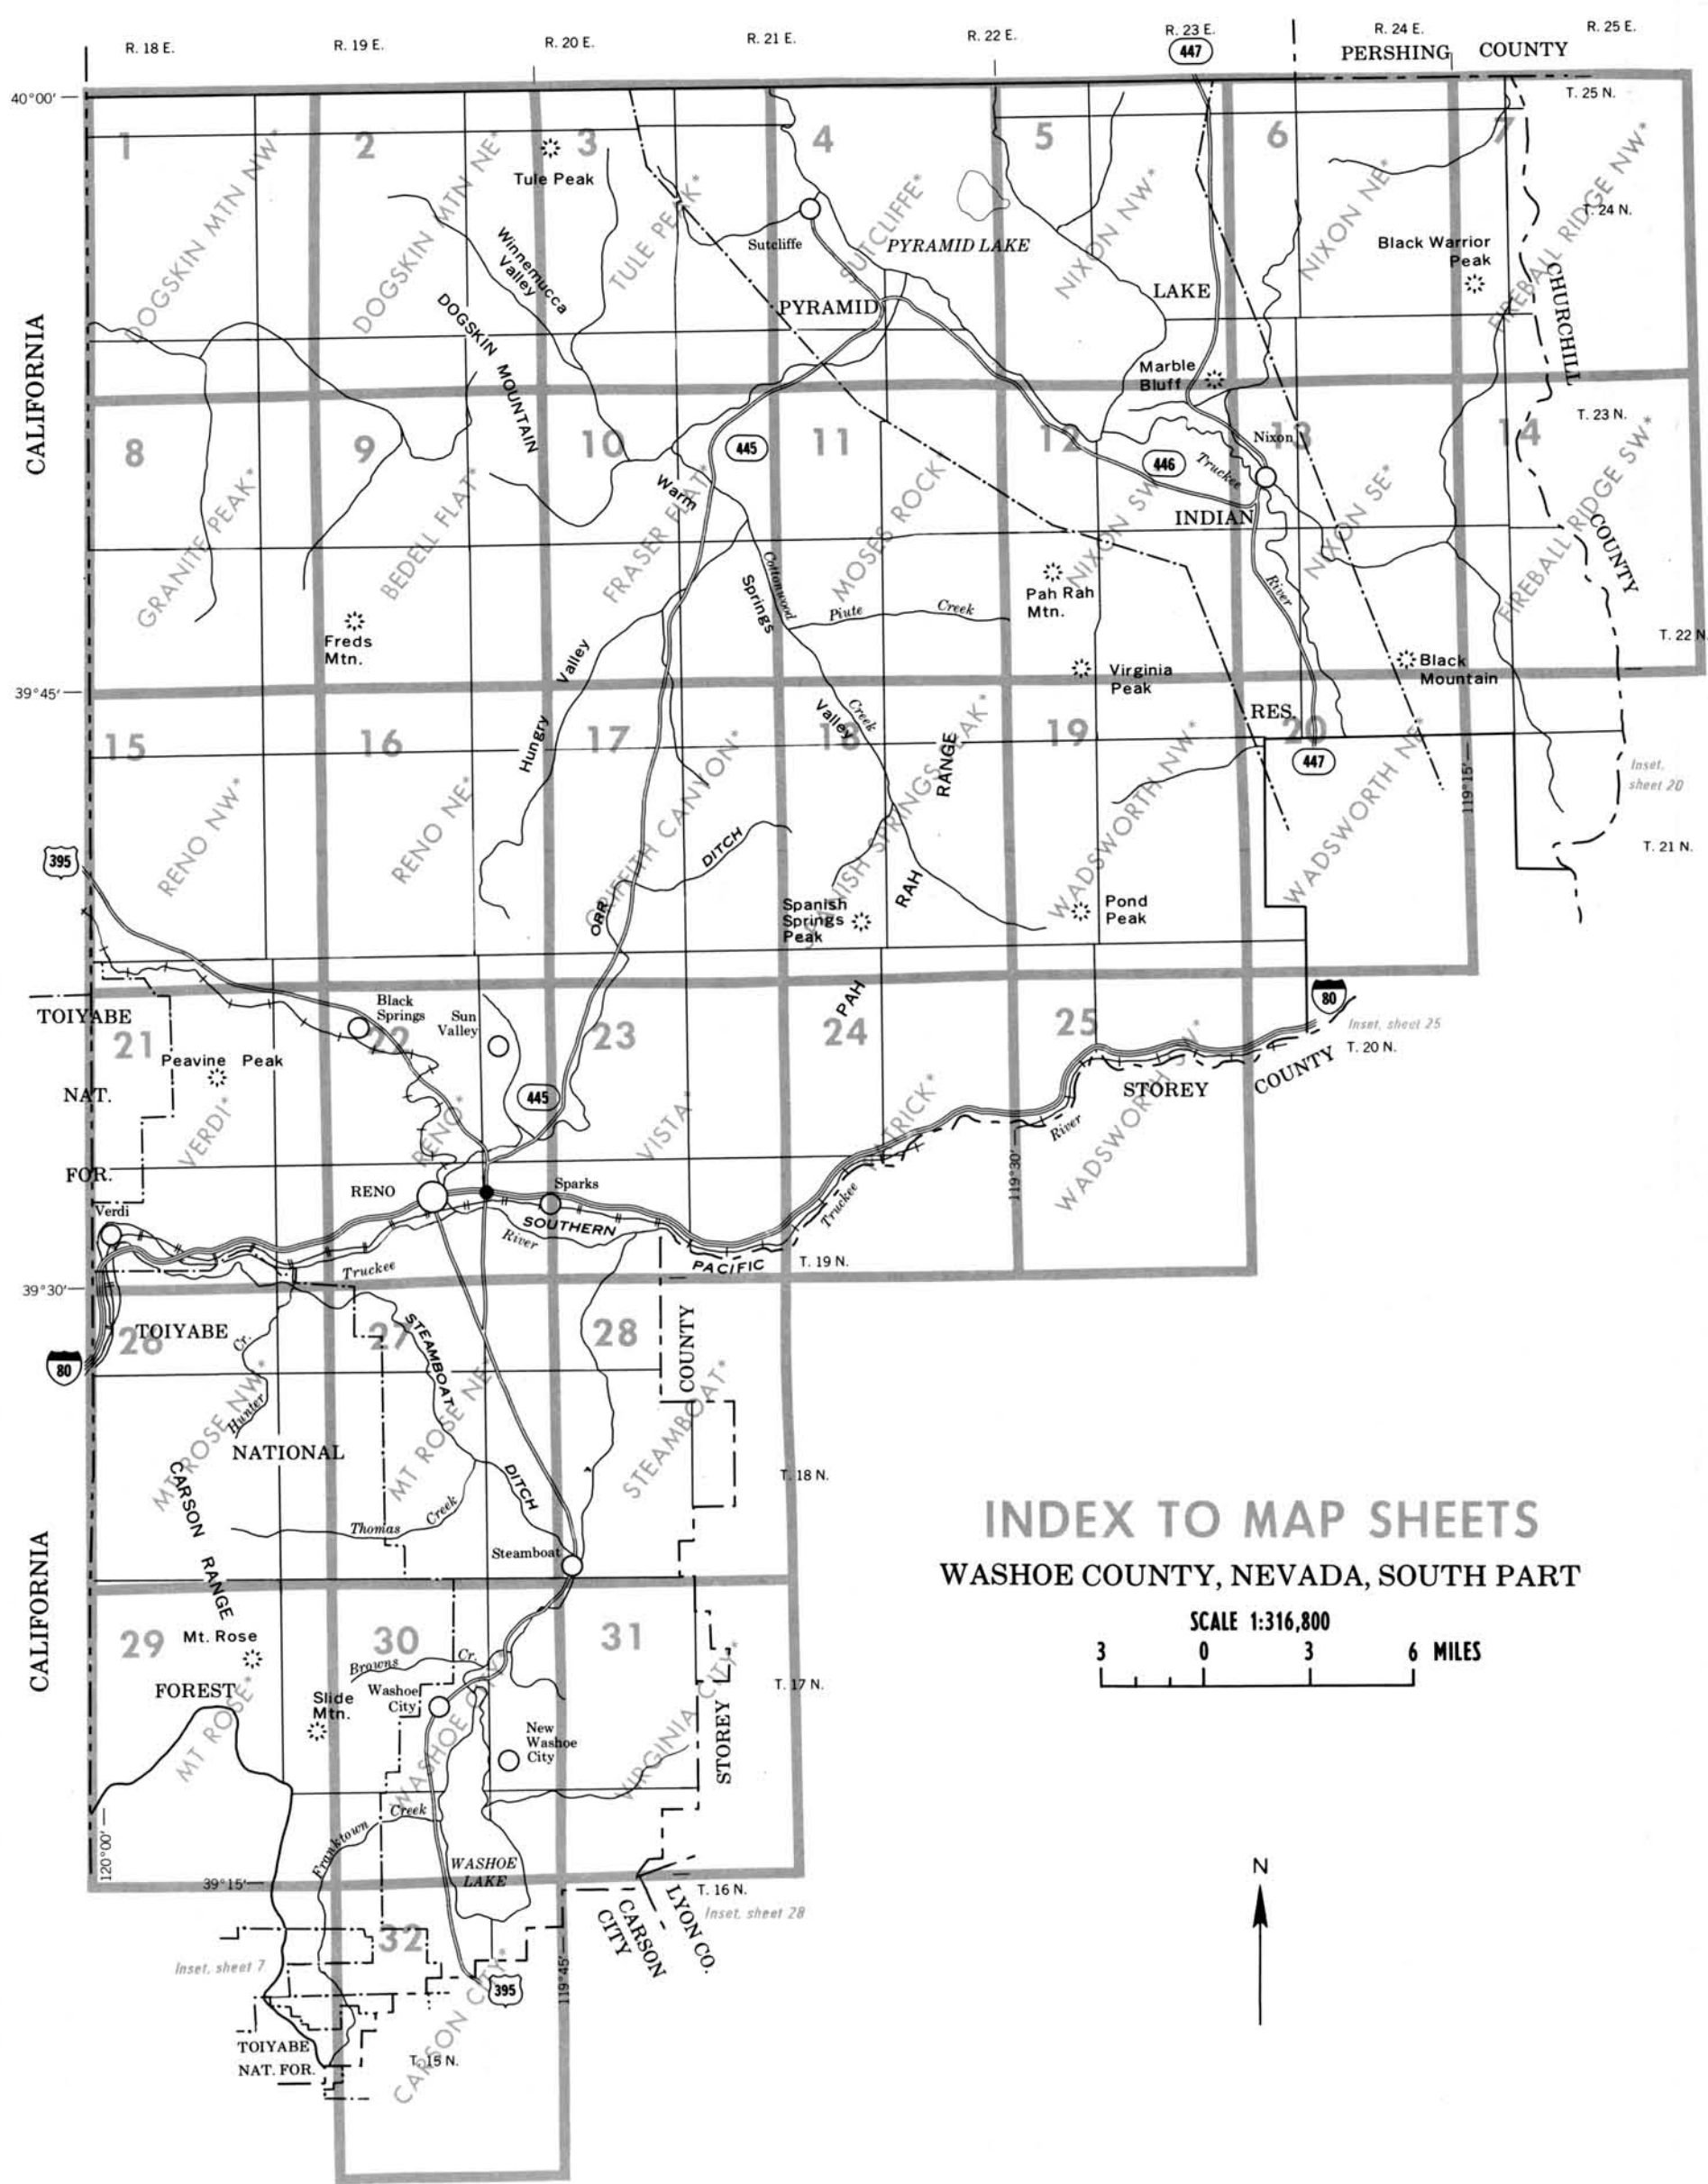 R. 18 E.
R. 19 E.
R. 20 E.
R. 21 E.
R. 22 E.
R. 23 E.
R. 24 E.
R. 25 E.
447
PERSHING COUNTY
40°00'
T. 25 N.
1
2
3
4
5
6
7
DOGSKIN MTN NW*
DOGSKIN MTN NE*
TULE PEAK*
SUTCLIFFE*
NIXON NW*
NIXON NE*
FIREBALL RIDGE NW*
Tule Peak
T. 24 N.
Winnemucca
Valley
Sutcliffe
PYRAMID LAKE
Black Warrior
Peak
DOGSKIN MOUNTAIN
PYRAMID
LAKE
CHURCHILL
COUNTY
CALIFORNIA
Marble
Bluff
T. 23 N.
8
9
10
11
12
13
14
445
446
Nixon
Truckee
River
GRANITE PEAK*
BEDELL FLAT*
FRASER FLAT*
MOSES ROCK*
NIXON SW*
NIXON SE*
FIREBALL RIDGE SW*
Warm
Springs
Valley
INDIAN
Cottonwood
Creek
Piute Creek
Pah Rah
Mtn.
Freds
Mtn.
T. 22 N
Hungry
Valley
Virginia
Peak
Black
Mountain
39°45'
RES.
15
16
17
18
19
20
447
RENO NW*
RENO NE*
GRIFFITH CANYON*
SPANISH SPRINGS PEAK*
WADSWORTH NW*
WADSWORTH NE*
119°15'
Inset,
sheet 20
T. 21 N.
395
ORR
DITCH
PAH
RAH
RANGE
Spanish
Springs
Peak
Pond
Peak
80
Inset, sheet 25
T. 20 N.
TOIYABE
NAT.
FOR.
21
22
23
24
25
Black
Springs
Sun
Valley
Peavine Peak
445
VERDI*
RENO*
VISTA*
PATRICK*
WADSWORTH SW*
STOREY COUNTY
Truckee
River
119°30'
Verdi
RENO
Sparks
SOUTHERN
PACIFIC
River
Truckee
T. 19 N.
39°30'
80
TOIYABE
26
27
28
Hunter
Cr.
STEAMBOAT
DITCH
COUNTY
MT ROSE NW*
MT ROSE NE*
STEAMBOAT*
NATIONAL
T. 18 N.
CARSON RANGE
Thomas Creek
Steamboat
CALIFORNIA
INDEX TO MAP SHEETS
WASHOE COUNTY, NEVADA, SOUTH PART
SCALE 1:316,800
3 0 3 6 MILES
29
30
31
Mt. Rose
Browns Cr.
FOREST
Slide
Mtn.
Washoe
City
New
Washoe
City
MT ROSE*
WASHOE CITY*
VIRGINIA CITY*
STOREY
T. 17 N.
Franktown
Creek
WASHOE
LAKE
120°00'
39°15'
T. 16 N.
Inset, sheet 28
CARSON
CITY
LYON CO.
32
Inset, sheet 7
395
119°45'
CARSON CITY*
TOIYABE
NAT. FOR.
T. 15 N.
N